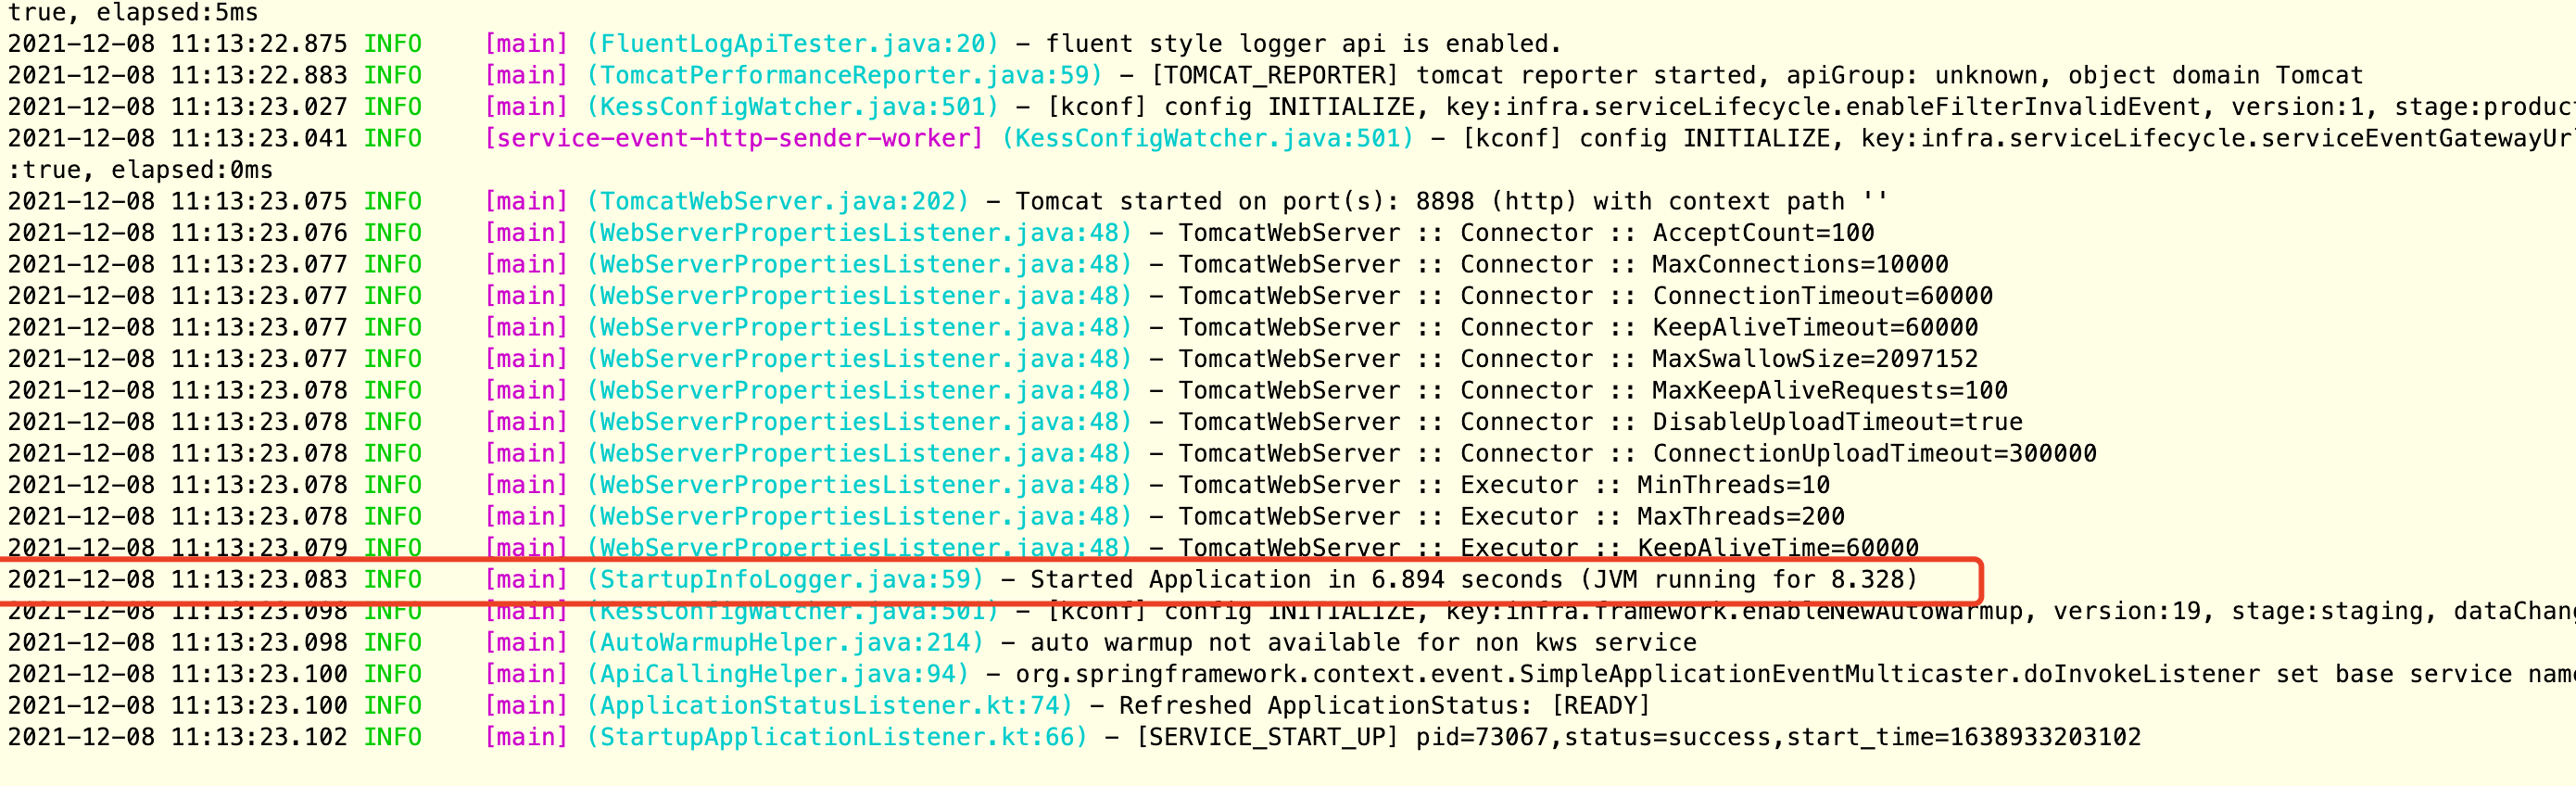 true, elapsed:5ms
2021-12-08 11:13:22.875 INFO [main] (FluentLogApiTester.java:20) - fluent style logger api is enabled.
2021-12-08 11:13:22.883 INFO [main] (TomcatPerformanceReporter.java:59) - [TOMCAT_REPORTER] tomcat reporter started, apiGroup: unknown, object domain Tomcat
2021-12-08 11:13:23.027 INFO [main] (KessConfigWatcher.java:501) - [kconf] config INITIALIZE, key:infra.serviceLifecycle.enableFilterInvalidEvent, version:1, stage:product
2021-12-08 11:13:23.041 INFO [service-event-http-sender-worker] (KessConfigWatcher.java:501) - [kconf] config INITIALIZE, key:infra.serviceLifecycle.serviceEventGatewayUrl
:true, elapsed:0ms
2021-12-08 11:13:23.075 INFO [main] (TomcatWebServer.java:202) - Tomcat started on port(s): 8898 (http) with context path ''
2021-12-08 11:13:23.076 INFO [main] (WebServerPropertiesListener.java:48) - TomcatWebServer :: Connector :: AcceptCount=100
2021-12-08 11:13:23.077 INFO [main] (WebServerPropertiesListener.java:48) - TomcatWebServer :: Connector :: MaxConnections=10000
2021-12-08 11:13:23.077 INFO [main] (WebServerPropertiesListener.java:48) - TomcatWebServer :: Connector :: ConnectionTimeout=60000
2021-12-08 11:13:23.077 INFO [main] (WebServerPropertiesListener.java:48) - TomcatWebServer :: Connector :: KeepAliveTimeout=60000
2021-12-08 11:13:23.077 INFO [main] (WebServerPropertiesListener.java:48) - TomcatWebServer :: Connector :: MaxSwallowSize=2097152
2021-12-08 11:13:23.078 INFO [main] (WebServerPropertiesListener.java:48) - TomcatWebServer :: Connector :: MaxKeepAliveRequests=100
2021-12-08 11:13:23.078 INFO [main] (WebServerPropertiesListener.java:48) - TomcatWebServer :: Connector :: DisableUploadTimeout=true
2021-12-08 11:13:23.078 INFO [main] (WebServerPropertiesListener.java:48) - TomcatWebServer :: Connector :: ConnectionUploadTimeout=300000
2021-12-08 11:13:23.078 INFO [main] (WebServerPropertiesListener.java:48) - TomcatWebServer :: Executor :: MinThreads=10
2021-12-08 11:13:23.078 INFO [main] (WebServerPropertiesListener.java:48) - TomcatWebServer :: Executor :: MaxThreads=200
2021-12-08 11:13:23.079 INFO [main] (WebServerPropertiesListener.java:48) - TomcatWebServer :: Executor :: KeepAliveTime=60000
2021-12-08 11:13:23.083 INFO [main] (StartupInfoLogger.java:59) - Started Application in 6.894 seconds (JVM running for 8.328)
2021-12-08 11:13:23.098 INFO [main] (KessConfigWatcher.java:501) - [kconf] config INITIALIZE, key:infra.framework.enableNewAutoWarmup, version:19, stage:staging, dataChang
2021-12-08 11:13:23.098 INFO [main] (AutoWarmupHelper.java:214) - auto warmup not available for non kws service
2021-12-08 11:13:23.100 INFO [main] (ApiCallingHelper.java:94) - org.springframework.context.event.SimpleApplicationEventMulticaster.doInvokeListener set base service name
2021-12-08 11:13:23.100 INFO [main] (ApplicationStatusListener.kt:74) - Refreshed ApplicationStatus: [READY]
2021-12-08 11:13:23.102 INFO [main] (StartupApplicationListener.kt:66) - [SERVICE_START_UP] pid=73067,status=success,start_time=1638933203102